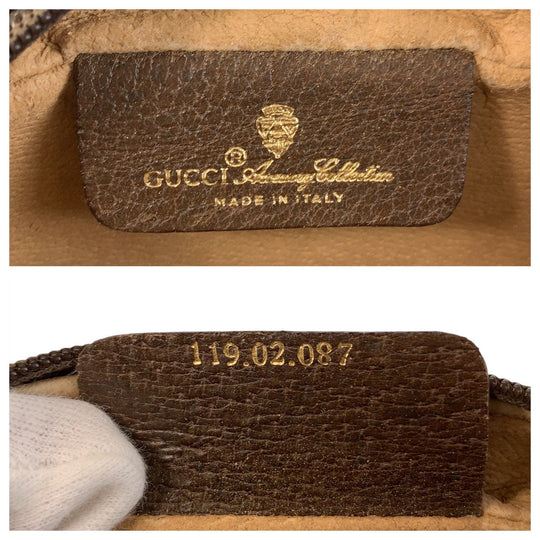 GUCCI® Accessory Collection
MADE IN ITALY
119.02.087